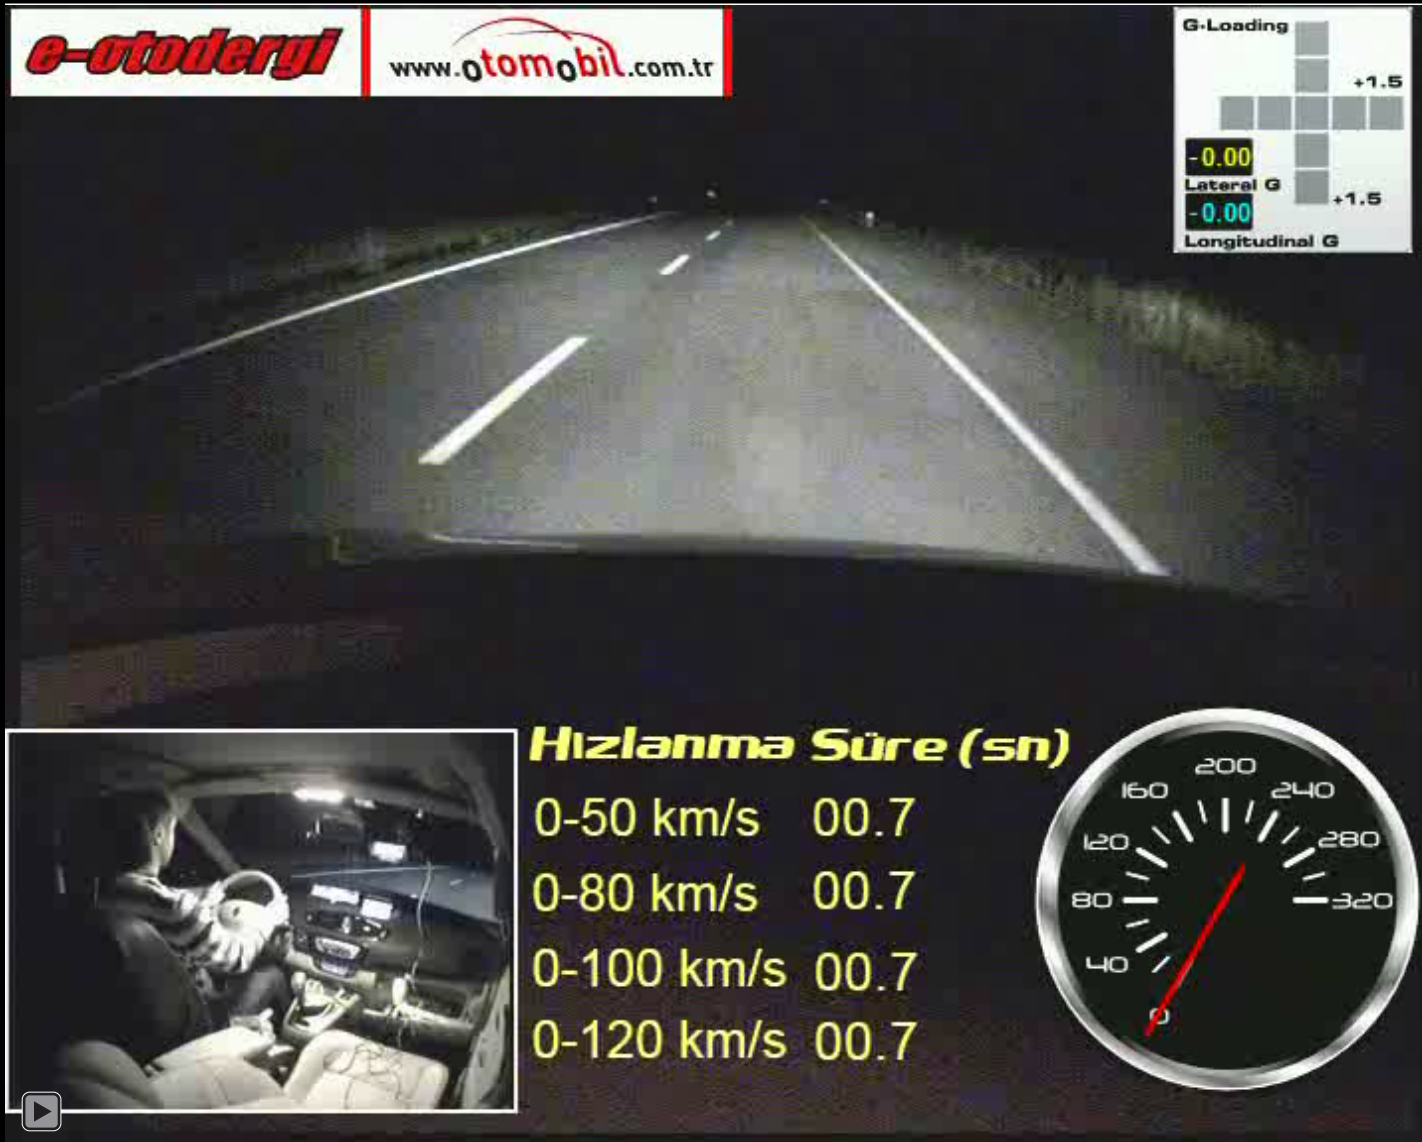 e-otodergi
www.otomobil.com.tr
G-Loading
+1.5
-0.00
Lateral G
+1.5
-0.00
Longitudinal G
Hızlanma Süre (sn)
0-50 km/s 00.7
0-80 km/s 00.7
0-100 km/s 00.7
0-120 km/s 00.7
0
40
80
120
160
200
240
280
320